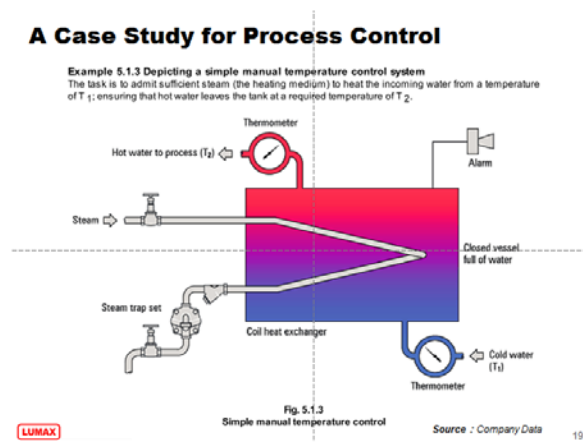 A Case Study for Process Control
Example 5.1.3 Depicting a simple manual temperature control system
The task is to admit sufficient steam (the heating medium) to heat the incoming water from a temperature
of T 1; ensuring that hot water leaves the tank at a required temperature of T 2.
Thermometer
Hot water to process (T2)
Alarm
Steam
Closed vessel
full of water
Steam trap set
Coil heat exchanger
Cold water
(T1)
Thermometer
Fig. 5.1.3
Simple manual temperature control
LUMAX
Source : Company Data
19